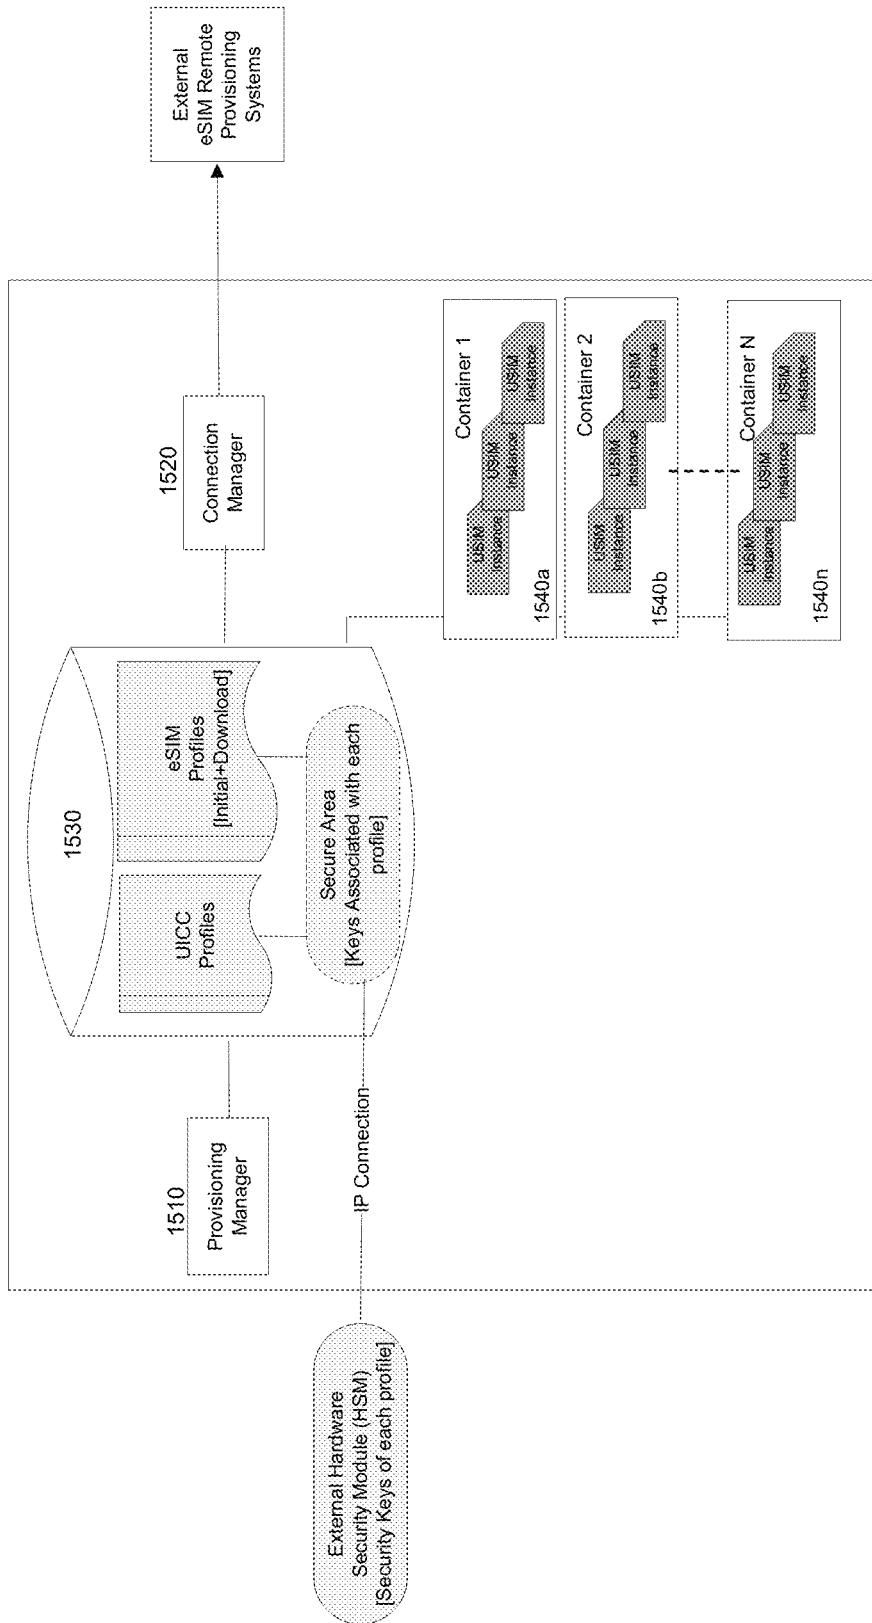 External Hardware
Security Module (HSM)
[Security Keys of each profile]
IP Connection
1510
Provisioning
Manager
1530
UICC
Profiles
eSIM
Profiles
[Initial+Download]
Secure Area
[Keys Associated with each
profile]
1520
Connection
Manager
External
eSIM Remote
Provisioning
Systems
Container 1
USIM
Instance
USIM
Instance
USIM
Instance
1540a
Container 2
USIM
Instance
USIM
Instance
USIM
Instance
1540b
Container N
USIM
Instance
USIM
Instance
USIM
Instance
1540n